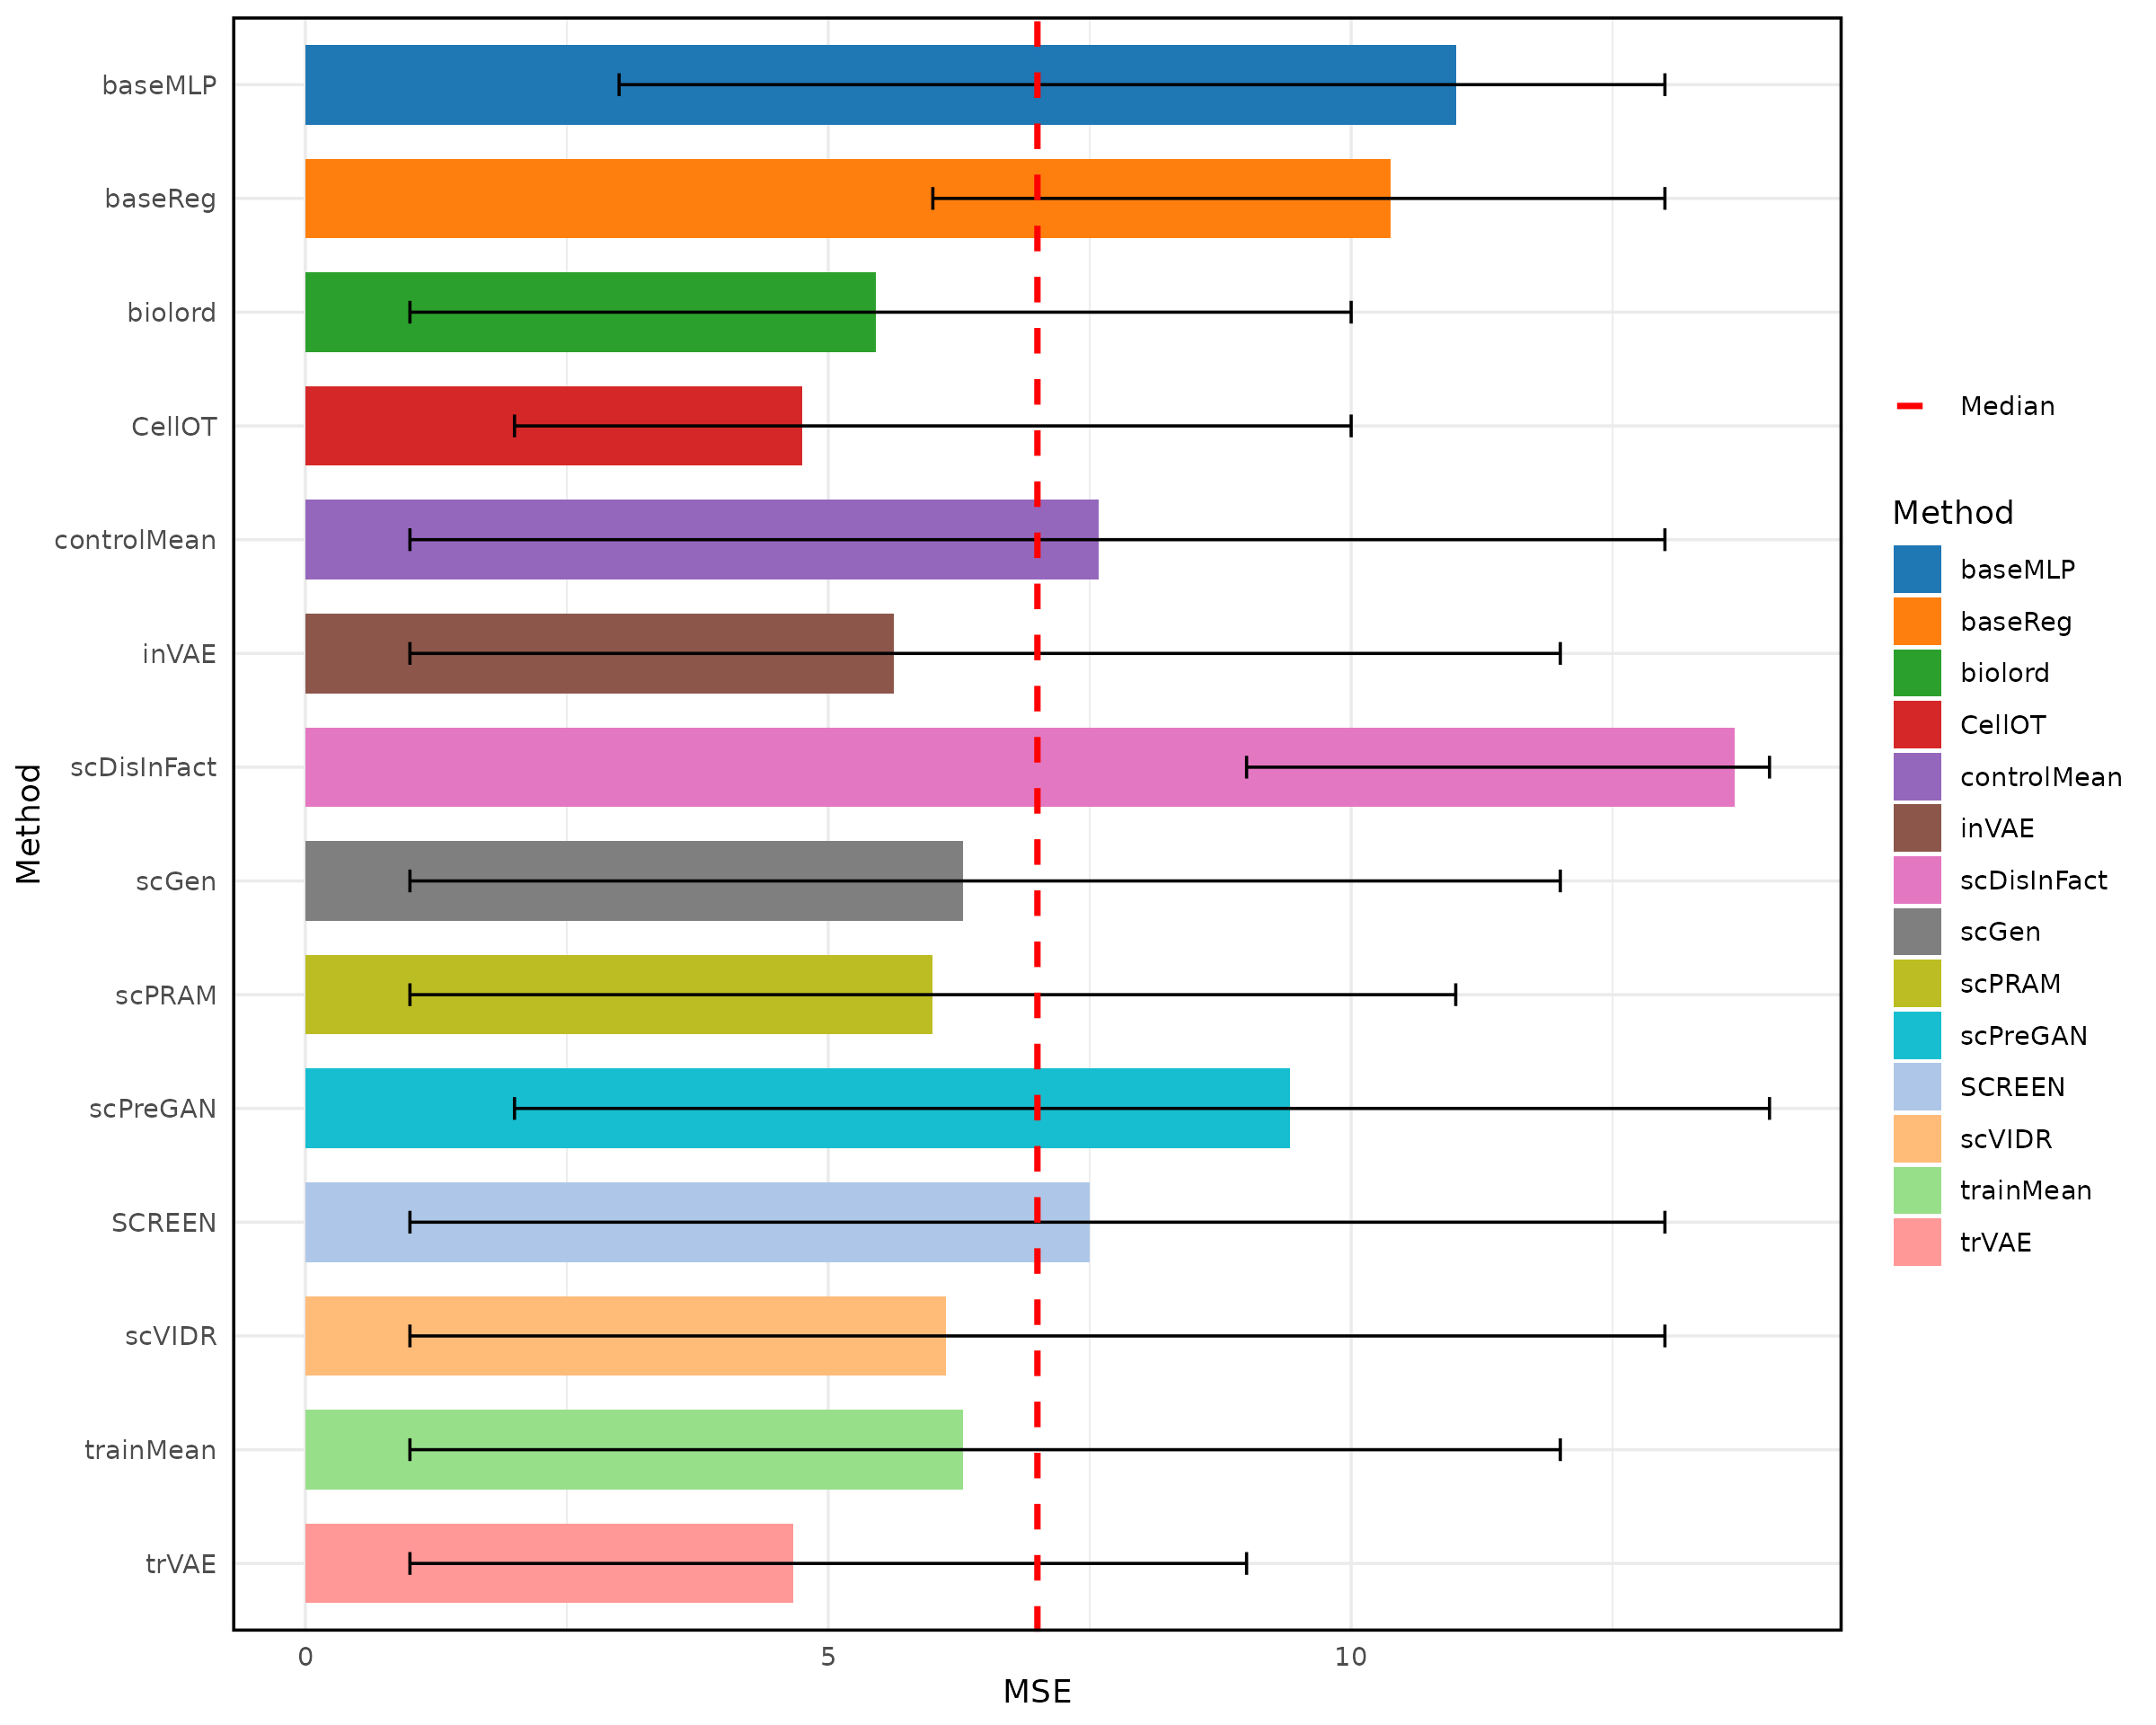 baseMLP
baseReg
biolord
CellOT
controlMean
inVAE
scDisInFact
scGen
scPRAM
scPreGAN
SCREEN
scVIDR
trainMean
trVAE
Method
0 5 10
MSE
Median
Method
baseMLP
baseReg
biolord
CellOT
controlMean
inVAE
scDisInFact
scGen
scPRAM
scPreGAN
SCREEN
scVIDR
trainMean
trVAE